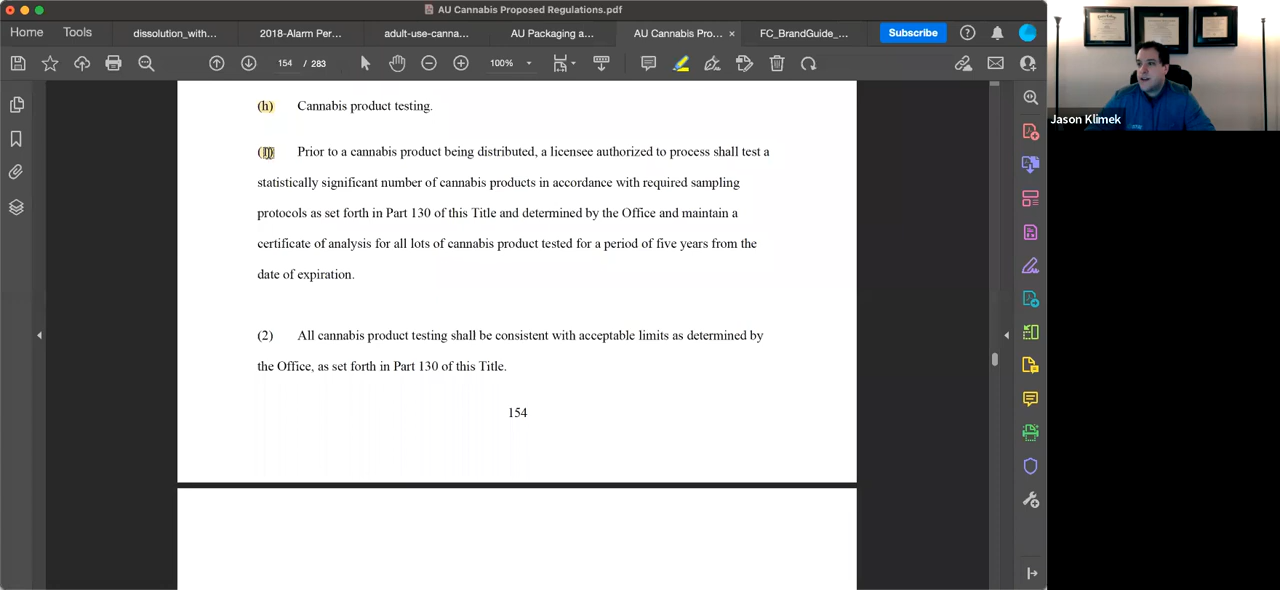 AU Cannabis Proposed Regulations.pdf
Home Tools dissolution_with... 2018-Alarm Per... adult-use-canna... AU Packaging a... AU Cannabis Pro... × FC_BrandGuide_... Subscribe
154 / 283 100%
Jason Klimek
(h) Cannabis product testing.
(1) Prior to a cannabis product being distributed, a licensee authorized to process shall test a
statistically significant number of cannabis products in accordance with required sampling
protocols as set forth in Part 130 of this Title and determined by the Office and maintain a
certificate of analysis for all lots of cannabis product tested for a period of five years from the
date of expiration.
(2) All cannabis product testing shall be consistent with acceptable limits as determined by
the Office, as set forth in Part 130 of this Title.
154